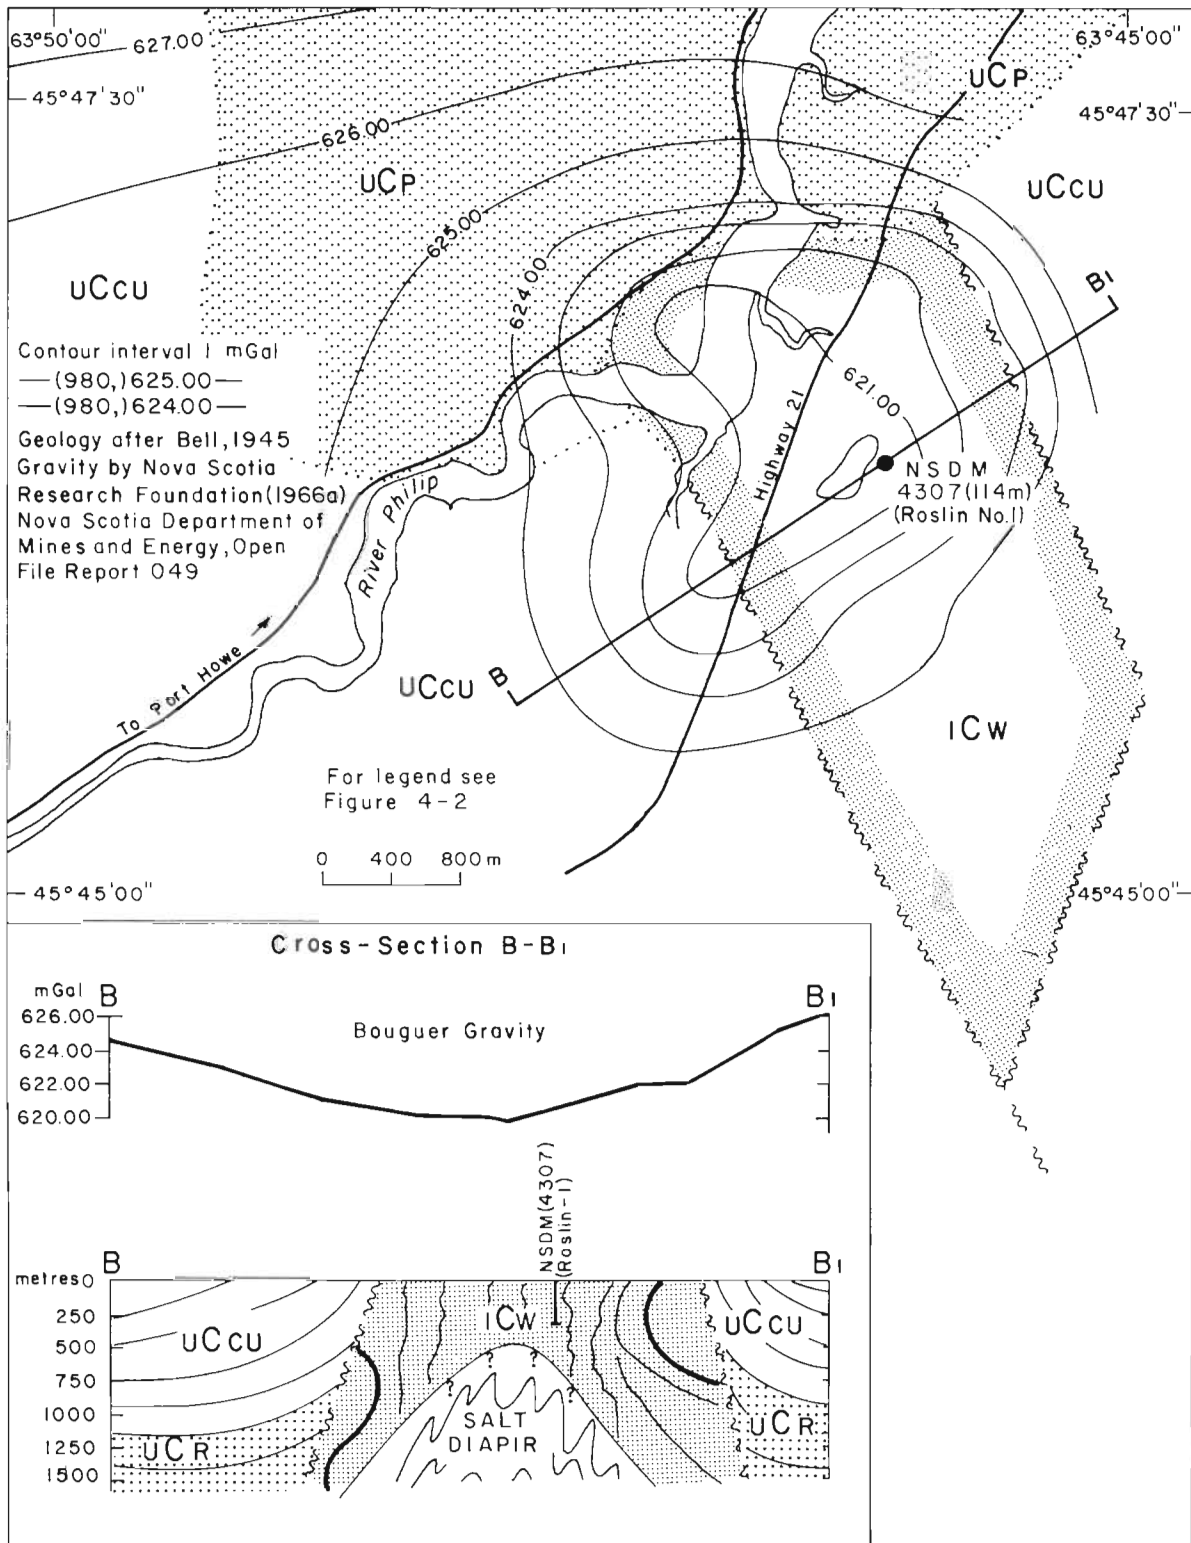 63°50'00"
627.00
63°45'00"
45°47'30"
45°47'30"
uCP
626.00
uCP
uCcu
625.00
uCcu
624.00
B1
Contour interval 1 mGal
(980,)625.00
(980,)624.00
621.00
Geology after Bell, 1945
Gravity by Nova Scotia
Research Foundation (1966a)
Nova Scotia Department of
Mines and Energy, Open
File Report 049
Highway 21
NSDM
4307 (114m)
(Roslin No.1)
River Philip
To Port Howe
uCcu
B
lCw
For legend see
Figure 4-2
0 400 800m
45°45'00"
45°45'00"
Cross-Section B-B1
mGal
B
B1
626.00
Bouguer Gravity
624.00
622.00
620.00
NSDM(4307)
(Roslin-1)
B
B1
metres 0
250
500
750
1000
1250
1500
uCcu
lCw
uCcu
? ? ? ?
SALT
DIAPIR
uCR
uCR